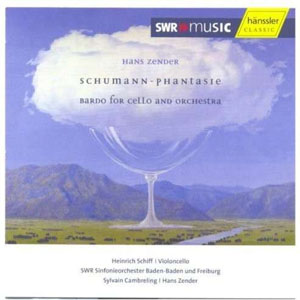 SWR MUSIC
hänssler
CLASSIC
HANS ZENDER
SCHUMANN-PHANTASIE
BARDO FOR CELLO AND ORCHESTRA
Heinrich Schiff | Violoncello
SWR Sinfonieorchester Baden-Baden und Freiburg
Sylvain Cambreling | Hans Zender